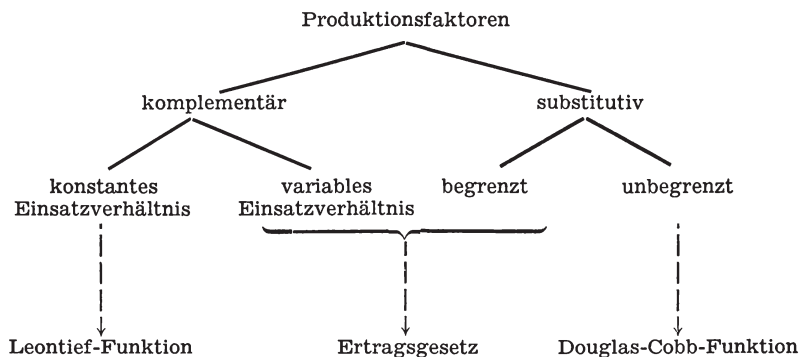 Produktionsfaktoren
komplementär
substitutiv
konstantes
Einsatzverhältnis
variables
Einsatzverhältnis
begrenzt
unbegrenzt
Leontief-Funktion
Ertragsgesetz
Douglas-Cobb-Funktion